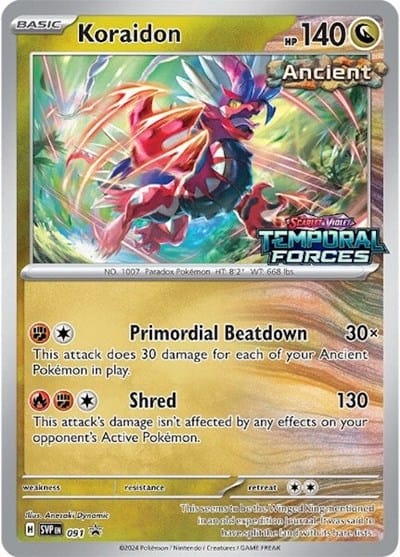 BASIC
Koraidon
HP 140
Ancient
SCARLET & VIOLET
TEMPORAL
FORCES
NO. 1007 Paradox Pokémon HT: 8'2" WT: 668 lbs
Primordial Beatdown 30×
This attack does 30 damage for each of your Ancient
Pokémon in play.
Shred 130
This attack's damage isn't affected by any effects on your
opponent's Active Pokémon.
weakness resistance retreat
Illus. Anesaki Dynamic
H SVP EN 091
This seems to be the Winged King mentioned
in an old expedition journal. It was said to
have split the land with its bare fists.
©2024 Pokémon / Nintendo / Creatures / GAME FREAK